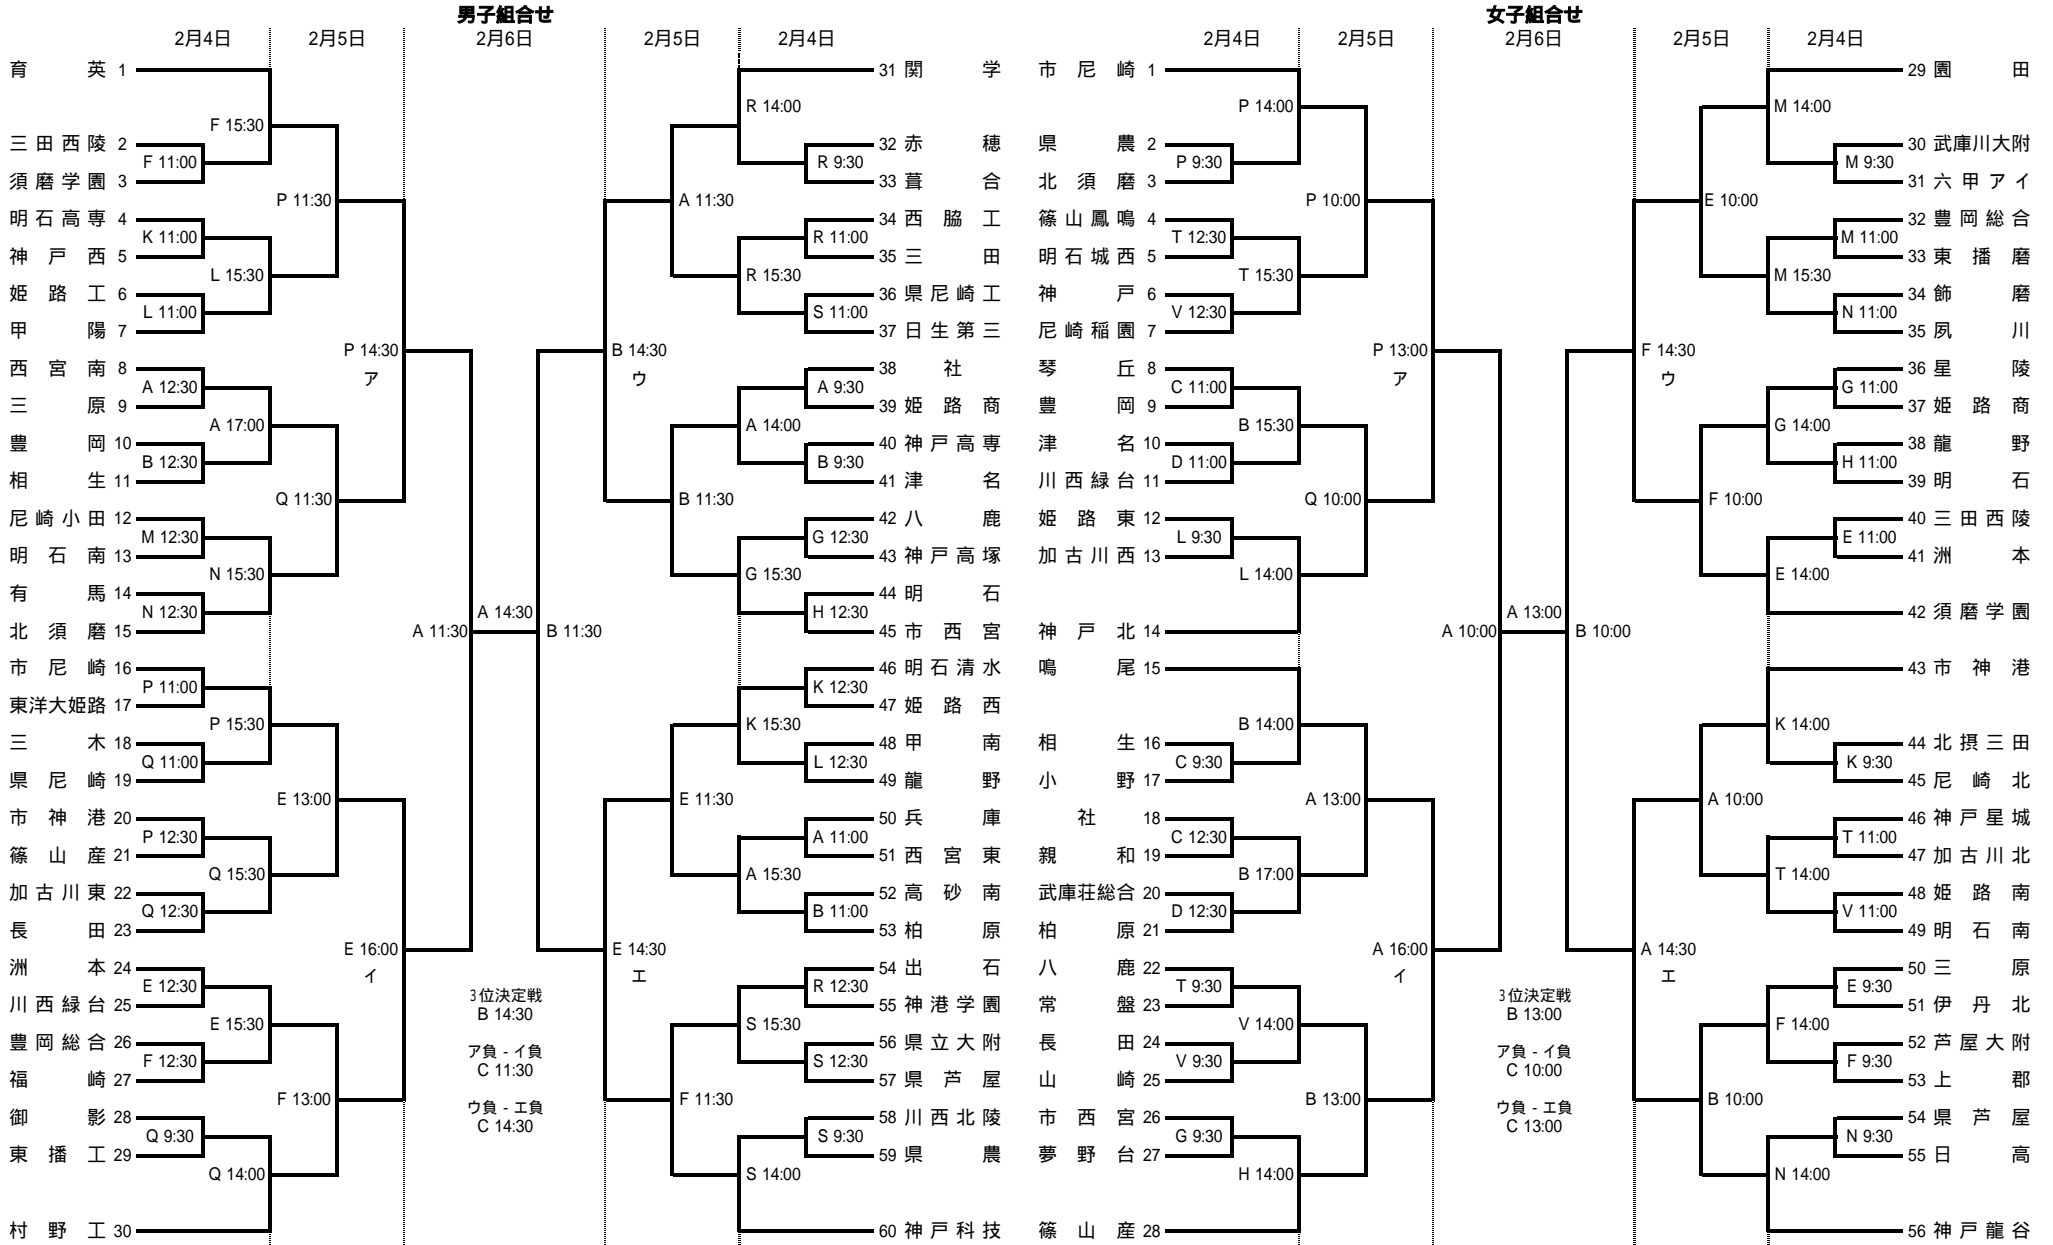 男子組合せ 女子組合せ
2月4日 2月5日 2月6日 2月5日 2月4日 2月4日 2月5日 2月6日 2月5日 2月4日
育英 1 31 関学 市尼崎 1 29 園田
R 14:00 P 14:00 M 14:00
F 15:30
三田西陵 2 32 赤穂 県農 2 30 武庫川大附
F 11:00 R 9:30 P 9:30 M 9:30
須磨学園 3 33 葺合 北須磨 3 31 六甲アイ
P 11:30 A 11:30 P 10:00 E 10:00
明石高専 4 34 西脇工 篠山鳳鳴 4 32 豊岡総合
K 11:00 R 11:00 T 12:30 M 11:00
神戸西 5 35 三田 明石城西 5 33 東播磨
L 15:30 R 15:30 T 15:30 M 15:30
姫路工 6 36 県尼崎工 神戸 6 34 飾磨
L 11:00 S 11:00 V 12:30 N 11:00
甲陽 7 37 日生第三 尼崎稲園 7 35 夙川
P 14:30 B 14:30 P 13:00 F 14:30
西宮南 8 38 社 琴丘 8 36 星陵
ア ウ ア ウ
A 12:30 A 9:30 C 11:00 G 11:00
三原 9 39 姫路商 豊岡 9 37 姫路商
A 17:00 A 14:00 B 15:30 G 14:00
豊岡 10 40 神戸高専 津名 10 38 龍野
B 12:30 B 9:30 D 11:00 H 11:00
相生 11 41 津名 川西緑台 11 39 明石
Q 11:30 B 11:30 Q 10:00 F 10:00
尼崎小田 12 42 八鹿 姫路東 12 40 三田西陵
M 12:30 G 12:30 L 9:30 E 11:00
明石南 13 43 神戸高塚 加古川西 13 41 洲本
N 15:30 G 15:30 L 14:00 E 14:00
有馬 14 44 明石
N 12:30 A 14:30 H 12:30 A 13:00 42 須磨学園
北須磨 15 A 11:30 B 11:30 45 市西宮 神戸北 14 A 10:00 B 10:00
市尼崎 16 46 明石清水 鳴尾 15 43 市神港
P 11:00 K 12:30
東洋大姫路 17 47 姫路西
P 15:30 K 15:30 B 14:00 K 14:00
三木 18 48 甲南 相生 16 44 北摂三田
Q 11:00 L 12:30 C 9:30 K 9:30
県尼崎 19 49 龍野 小野 17 45 尼崎北
E 13:00 E 11:30 A 13:00 A 10:00
市神港 20 50 兵庫 社 18 46 神戸星城
P 12:30 A 11:00 C 12:30 T 11:00
篠山産 21 51 西宮東 親和 19 47 加古川北
Q 15:30 A 15:30 B 17:00 T 14:00
加古川東 22 52 高砂南 武庫荘総合 20 48 姫路南
Q 12:30 B 11:00 D 12:30 V 11:00
長田 23 53 柏原 柏原 21 49 明石南
E 16:00 E 14:30 A 16:00 A 14:30
洲本 24 54 出石 八鹿 22 50 三原
イ エ イ エ
E 12:30 3位決定戦 R 12:30 T 9:30 3位決定戦 E 9:30
川西緑台 25 B 14:30 55 神港学園 常盤 23 B 13:00 51 伊丹北
E 15:30 S 15:30 V 14:00 F 14:00
豊岡総合 26 ア負 - イ負 56 県立大附 長田 24 ア負 - イ負 52 芦屋大附
F 12:30 C 11:30 S 12:30 V 9:30 C 10:00 F 9:30
福崎 27 57 県芦屋 山崎 25 53 上郡
F 13:00 ウ負 - エ負 F 11:30 B 13:00 ウ負 - エ負 B 10:00
御影 28 C 14:30 58 川西北陵 市西宮 26 C 13:00 54 県芦屋
Q 9:30 S 9:30 G 9:30 N 9:30
東播工 29 59 県農 夢野台 27 55 日高
Q 14:00 S 14:00 H 14:00 N 14:00
村野工 30 60 神戸科技 篠山産 28 56 神戸龍谷